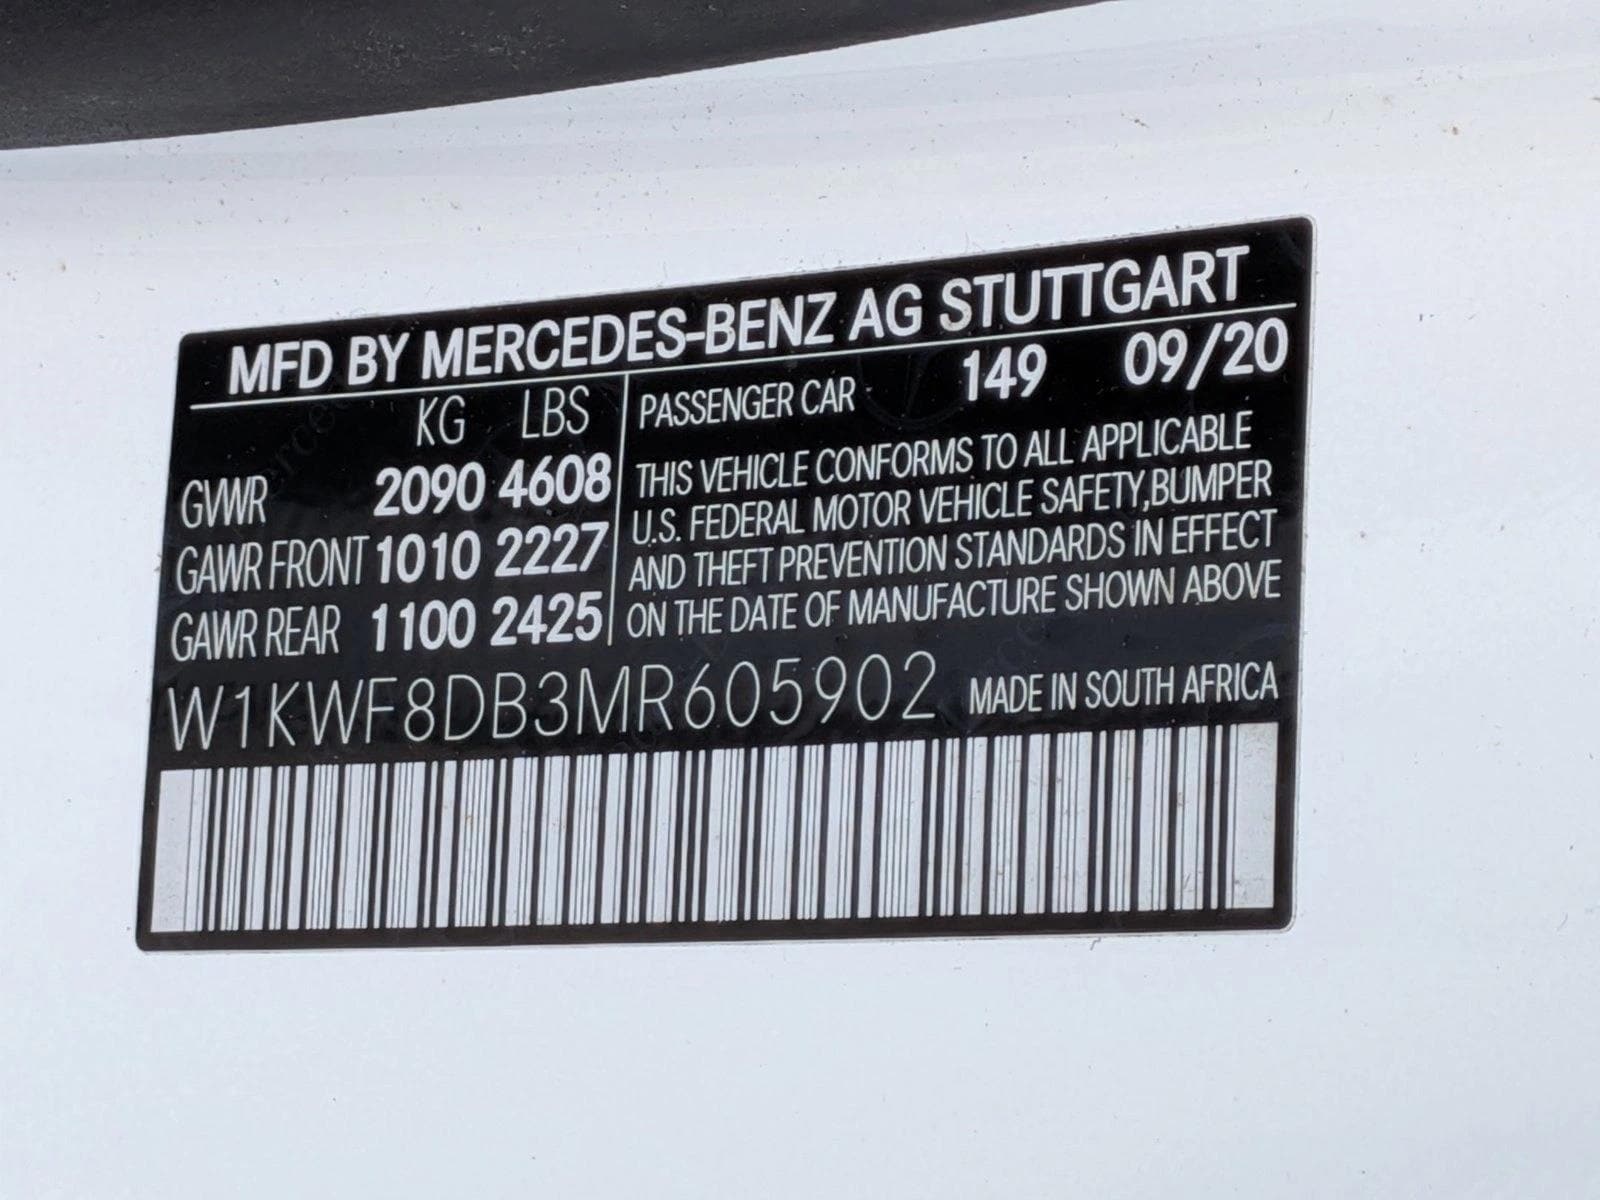 MFD BY MERCEDES-BENZ AG STUTTGART
KG LBS
GVWR 2090 4608
GAWR FRONT 1010 2227
GAWR REAR 1100 2425
PASSENGER CAR 149 09/20
THIS VEHICLE CONFORMS TO ALL APPLICABLE
U.S. FEDERAL MOTOR VEHICLE SAFETY,BUMPER
AND THEFT PREVENTION STANDARDS IN EFFECT
ON THE DATE OF MANUFACTURE SHOWN ABOVE
W1KWF8DB3MR605902 MADE IN SOUTH AFRICA